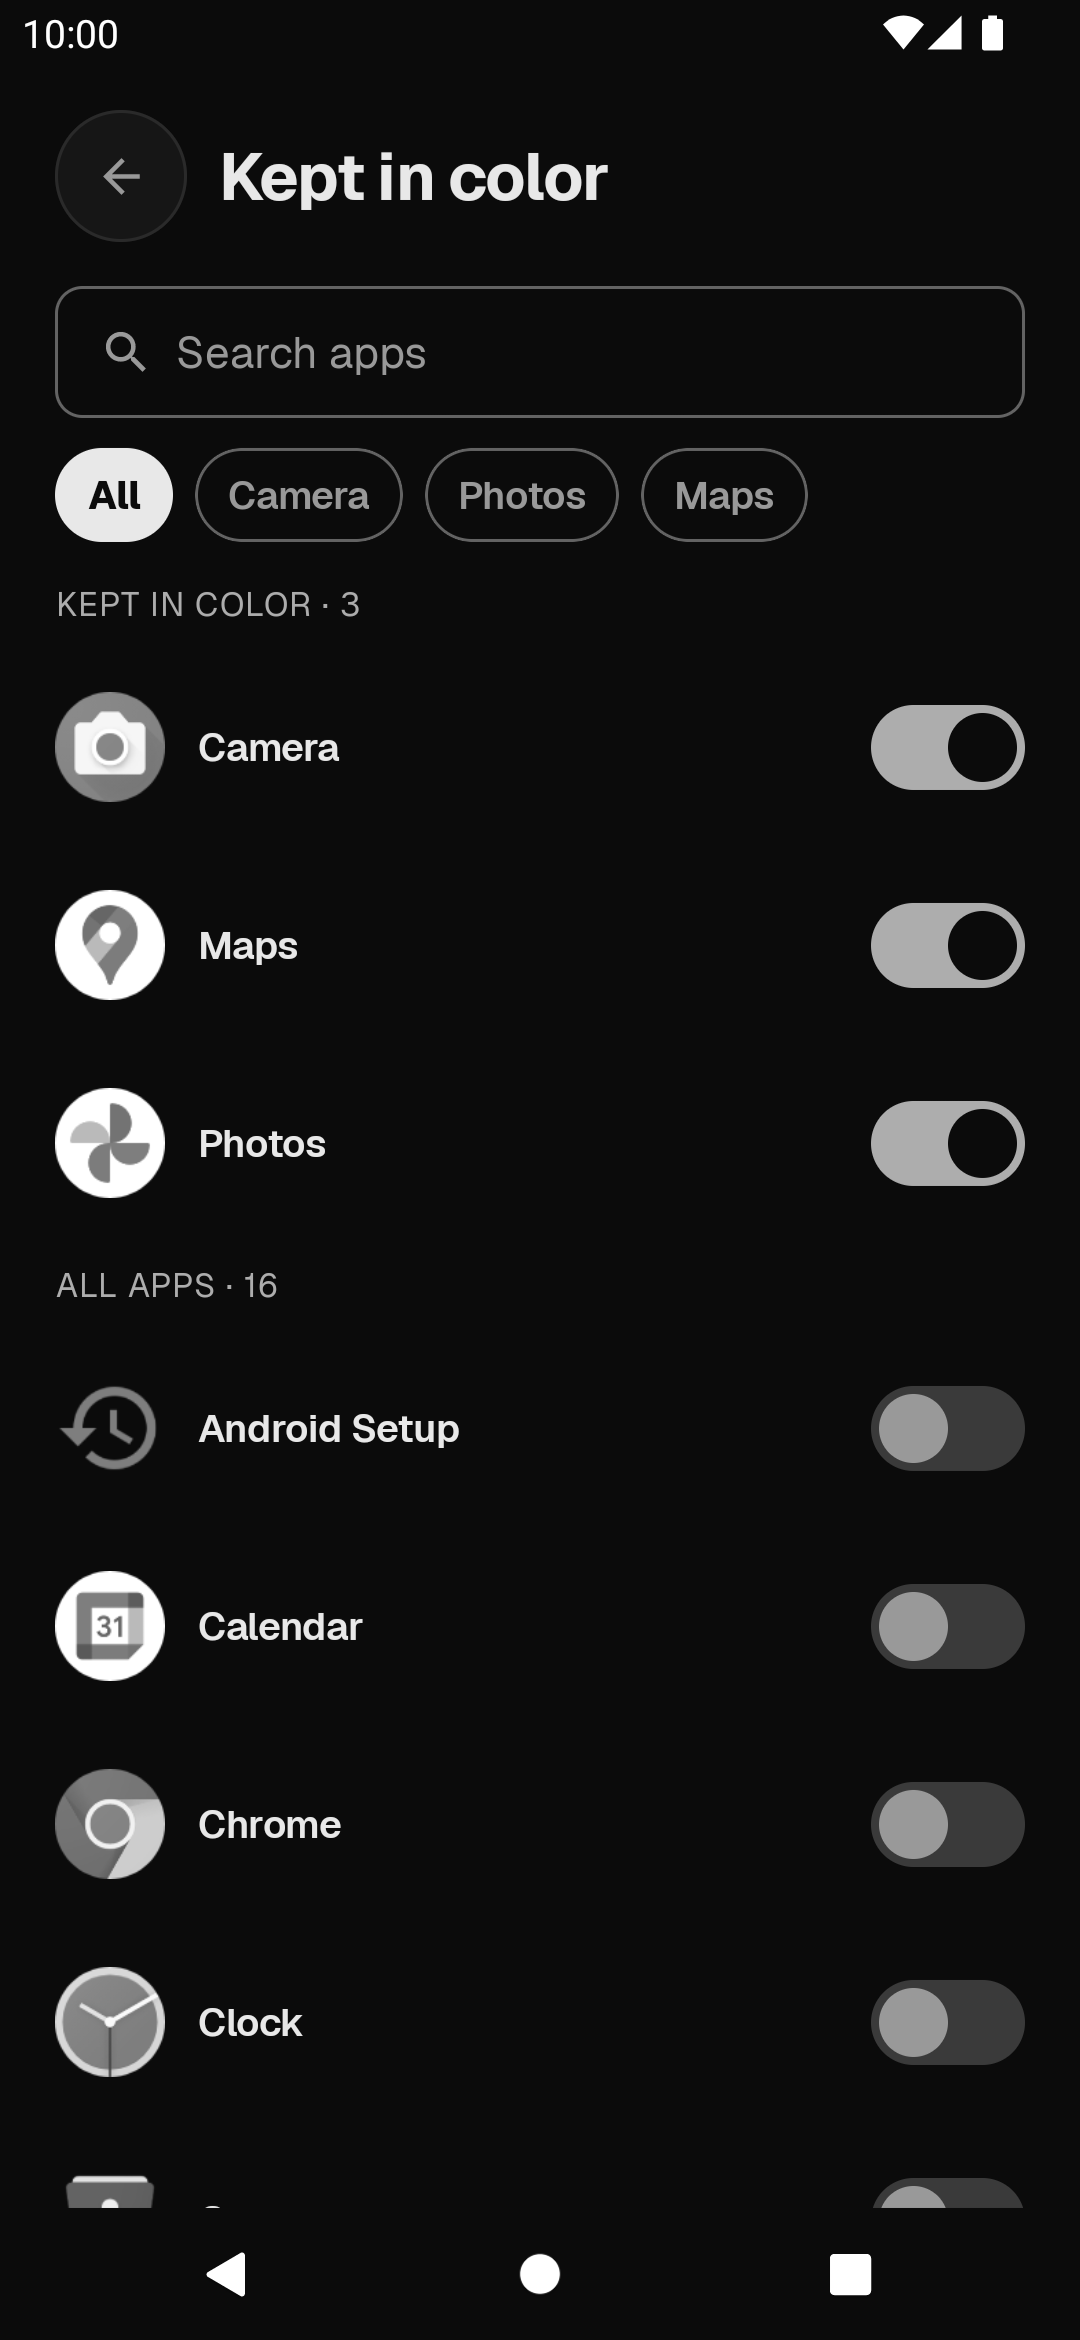 10:00
Kept in color
Search apps
All
Camera
Photos
Maps
KEPT IN COLOR · 3
Camera
Maps
Photos
ALL APPS · 16
Android Setup
31
Calendar
Chrome
Clock